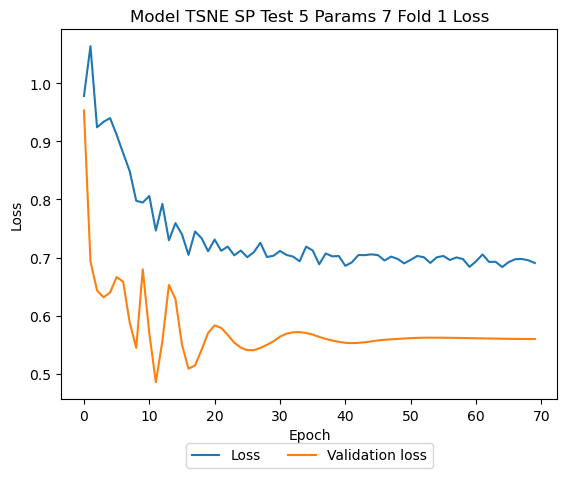 Model TSNE SP Test 5 Params 7 Fold 1 Loss
1.0
0.9
0.8
0.7
0.6
0.5
Loss
0 10 20 30 40 50 60 70
Epoch
Loss Validation loss